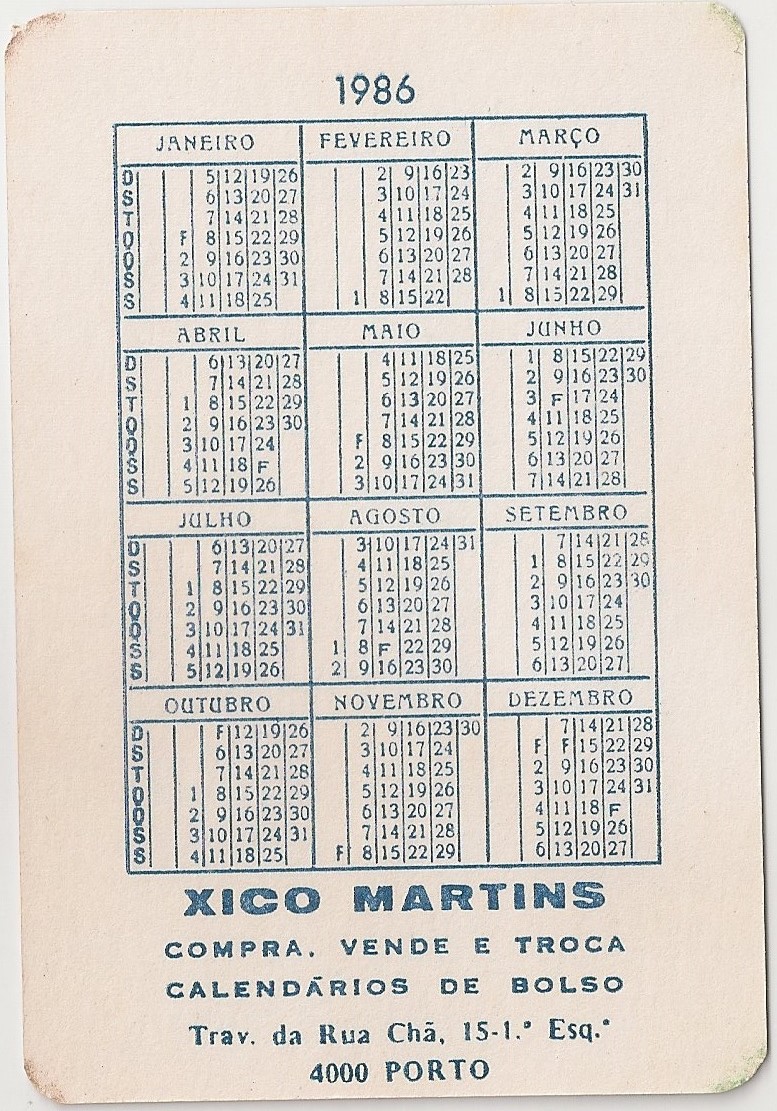 1986
JANEIRO FEVEREIRO MARÇO
D 5 12 19 26 2 9 16 23 2 9 16 23 30
S 6 13 20 27 3 10 17 24 3 10 17 24 31
T 7 14 21 28 4 11 18 25 4 11 18 25
Q F 8 15 22 29 5 12 19 26 5 12 19 26
Q 2 9 16 23 30 6 13 20 27 6 13 20 27
S 3 10 17 24 31 7 14 21 28 7 14 21 28
S 4 11 18 25 1 8 15 22 1 8 15 22 29
ABRIL MAIO JUNHO
D 6 13 20 27 4 11 18 25 1 8 15 22 29
S 7 14 21 28 5 12 19 26 2 9 16 23 30
T 1 8 15 22 29 6 13 20 27 3 F 17 24
Q 2 9 16 23 30 7 14 21 28 4 11 18 25
Q 3 10 17 24 F 8 15 22 29 5 12 19 26
S 4 11 18 F 2 9 16 23 30 6 13 20 27
S 5 12 19 26 3 10 17 24 31 7 14 21 28
JULHO AGOSTO SETEMBRO
D 6 13 20 27 3 10 17 24 31 7 14 21 28
S 7 14 21 28 4 11 18 25 1 8 15 22 29
T 1 8 15 22 29 5 12 19 26 2 9 16 23 30
Q 2 9 16 23 30 6 13 20 27 3 10 17 24
Q 3 10 17 24 31 7 14 21 28 4 11 18 25
S 4 11 18 25 1 8 F 22 29 5 12 19 26
S 5 12 19 26 2 9 16 23 30 6 13 20 27
OUTUBRO NOVEMBRO DEZEMBRO
D F 12 19 26 2 9 16 23 30 7 14 21 28
S 6 13 20 27 3 10 17 24 F F 15 22 29
T 7 14 21 28 4 11 18 25 2 9 16 23 30
Q 1 8 15 22 29 5 12 19 26 3 10 17 24 31
Q 2 9 16 23 30 6 13 20 27 4 11 18 F
S 3 10 17 24 31 7 14 21 28 5 12 19 26
S 4 11 18 25 F 8 15 22 29 6 13 20 27
XICO MARTINS
COMPRA. VENDE E TROCA
CALENDÁRIOS DE BOLSO
Trav. da Rua Chã, 15-1.º Esq.º
4000 PORTO